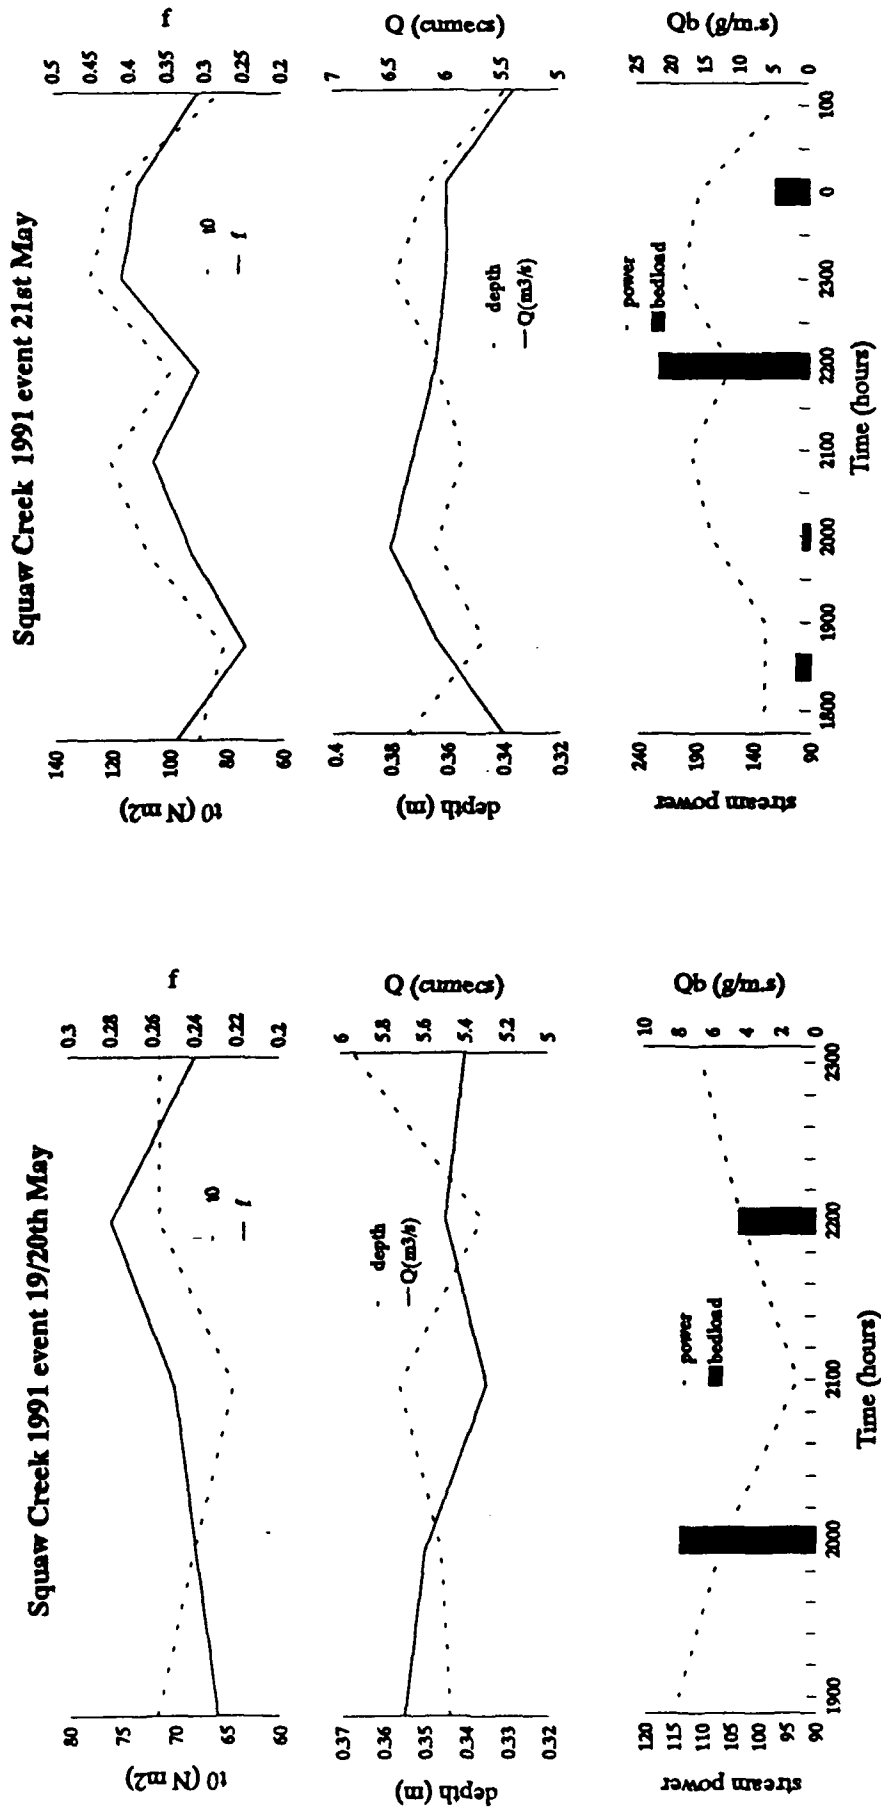 Squaw Creek 1991 event 19/20th May
80
75
70
65
60
t0 (N m2)
0.3
0.28
0.26
0.24
0.22
0.2
f
t0
f
0.37
0.36
0.35
0.34
0.33
0.32
depth (m)
6
5.8
5.6
5.4
5.2
5
Q (cumecs)
depth
Q(m3/s)
120
115
110
105
100
95
90
stream power
10
8
6
4
2
0
Qb (g/m.s)
power
bedload
1900
2000
2100
2200
2300
Time (hours)
Squaw Creek 1991 event 21st May
140
120
100
80
60
t0 (N m2)
0.5
0.45
0.4
0.35
0.3
0.25
0.2
f
t0
f
0.4
0.38
0.36
0.34
0.32
depth (m)
7
6.5
6
5.5
5
Q (cumecs)
depth
Q(m3/s)
240
190
140
90
stream power
25
20
15
10
5
0
Qb (g/m.s)
power
bedload
1800
1900
2000
2100
2200
2300
0
100
Time (hours)